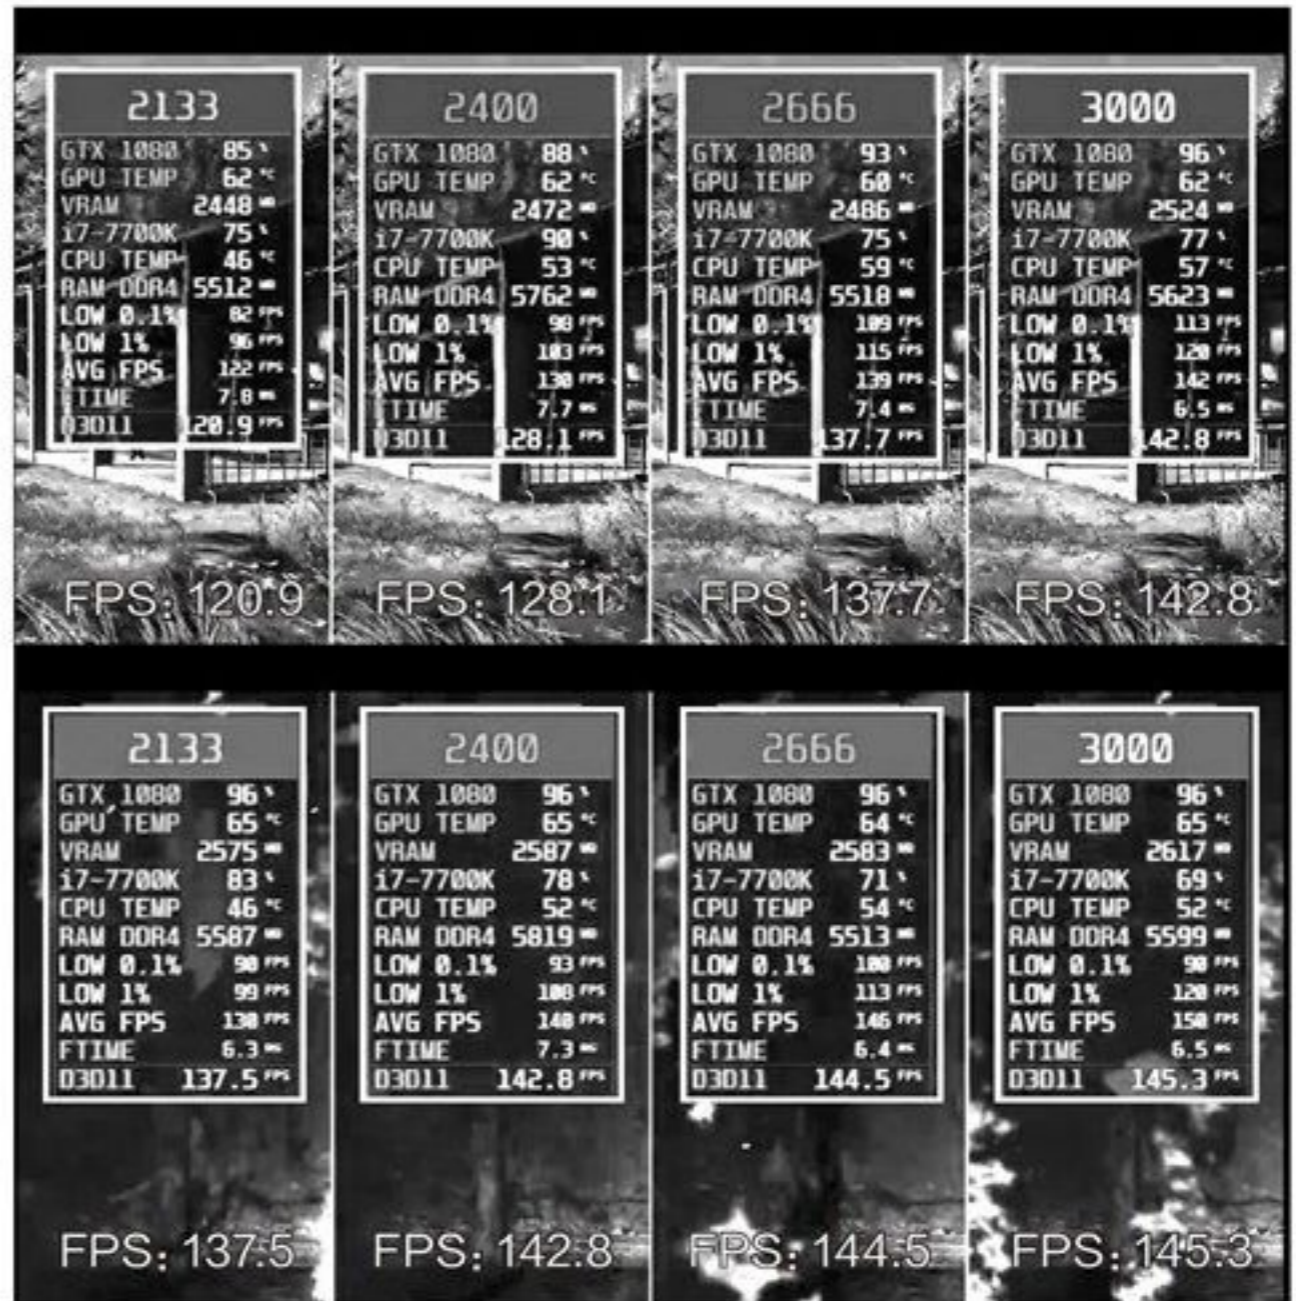 2133
GTX 1080 85 %
GPU TEMP 62 °C
VRAM 2448 MB
i7-7700K 75 %
CPU TEMP 46 °C
RAM DDR4 5512 MB
LOW 0.1% 82 FPS
LOW 1% 96 FPS
AVG FPS 122 FPS
FTIME 7.8 ms
D3D11 120.9 FPS
FPS: 120.9
2400
GTX 1080 88 %
GPU TEMP 62 °C
VRAM 2472 MB
i7-7700K 90 %
CPU TEMP 53 °C
RAM DDR4 5762 MB
LOW 0.1% 98 FPS
LOW 1% 103 FPS
AVG FPS 130 FPS
FTIME 7.7 ms
D3D11 128.1 FPS
FPS: 128.1
2666
GTX 1080 93 %
GPU TEMP 60 °C
VRAM 2486 MB
i7-7700K 75 %
CPU TEMP 59 °C
RAM DDR4 5518 MB
LOW 0.1% 109 FPS
LOW 1% 115 FPS
AVG FPS 139 FPS
FTIME 7.4 ms
D3D11 137.7 FPS
FPS: 137.7
3000
GTX 1080 96 %
GPU TEMP 62 °C
VRAM 2524 MB
i7-7700K 77 %
CPU TEMP 57 °C
RAM DDR4 5623 MB
LOW 0.1% 113 FPS
LOW 1% 120 FPS
AVG FPS 142 FPS
FTIME 6.5 ms
D3D11 142.8 FPS
FPS: 142.8
2133
GTX 1080 96 %
GPU TEMP 65 °C
VRAM 2575 MB
i7-7700K 83 %
CPU TEMP 46 °C
RAM DDR4 5587 MB
LOW 0.1% 90 FPS
LOW 1% 99 FPS
AVG FPS 130 FPS
FTIME 6.3 ms
D3D11 137.5 FPS
FPS: 137.5
2400
GTX 1080 96 %
GPU TEMP 65 °C
VRAM 2587 MB
i7-7700K 78 %
CPU TEMP 52 °C
RAM DDR4 5819 MB
LOW 0.1% 93 FPS
LOW 1% 108 FPS
AVG FPS 140 FPS
FTIME 7.3 ms
D3D11 142.8 FPS
FPS: 142.8
2666
GTX 1080 96 %
GPU TEMP 64 °C
VRAM 2583 MB
i7-7700K 71 %
CPU TEMP 54 °C
RAM DDR4 5513 MB
LOW 0.1% 100 FPS
LOW 1% 113 FPS
AVG FPS 146 FPS
FTIME 6.4 ms
D3D11 144.5 FPS
FPS: 144.5
3000
GTX 1080 96 %
GPU TEMP 65 °C
VRAM 2617 MB
i7-7700K 69 %
CPU TEMP 52 °C
RAM DDR4 5599 MB
LOW 0.1% 90 FPS
LOW 1% 120 FPS
AVG FPS 150 FPS
FTIME 6.5 ms
D3D11 145.3 FPS
FPS: 145.3